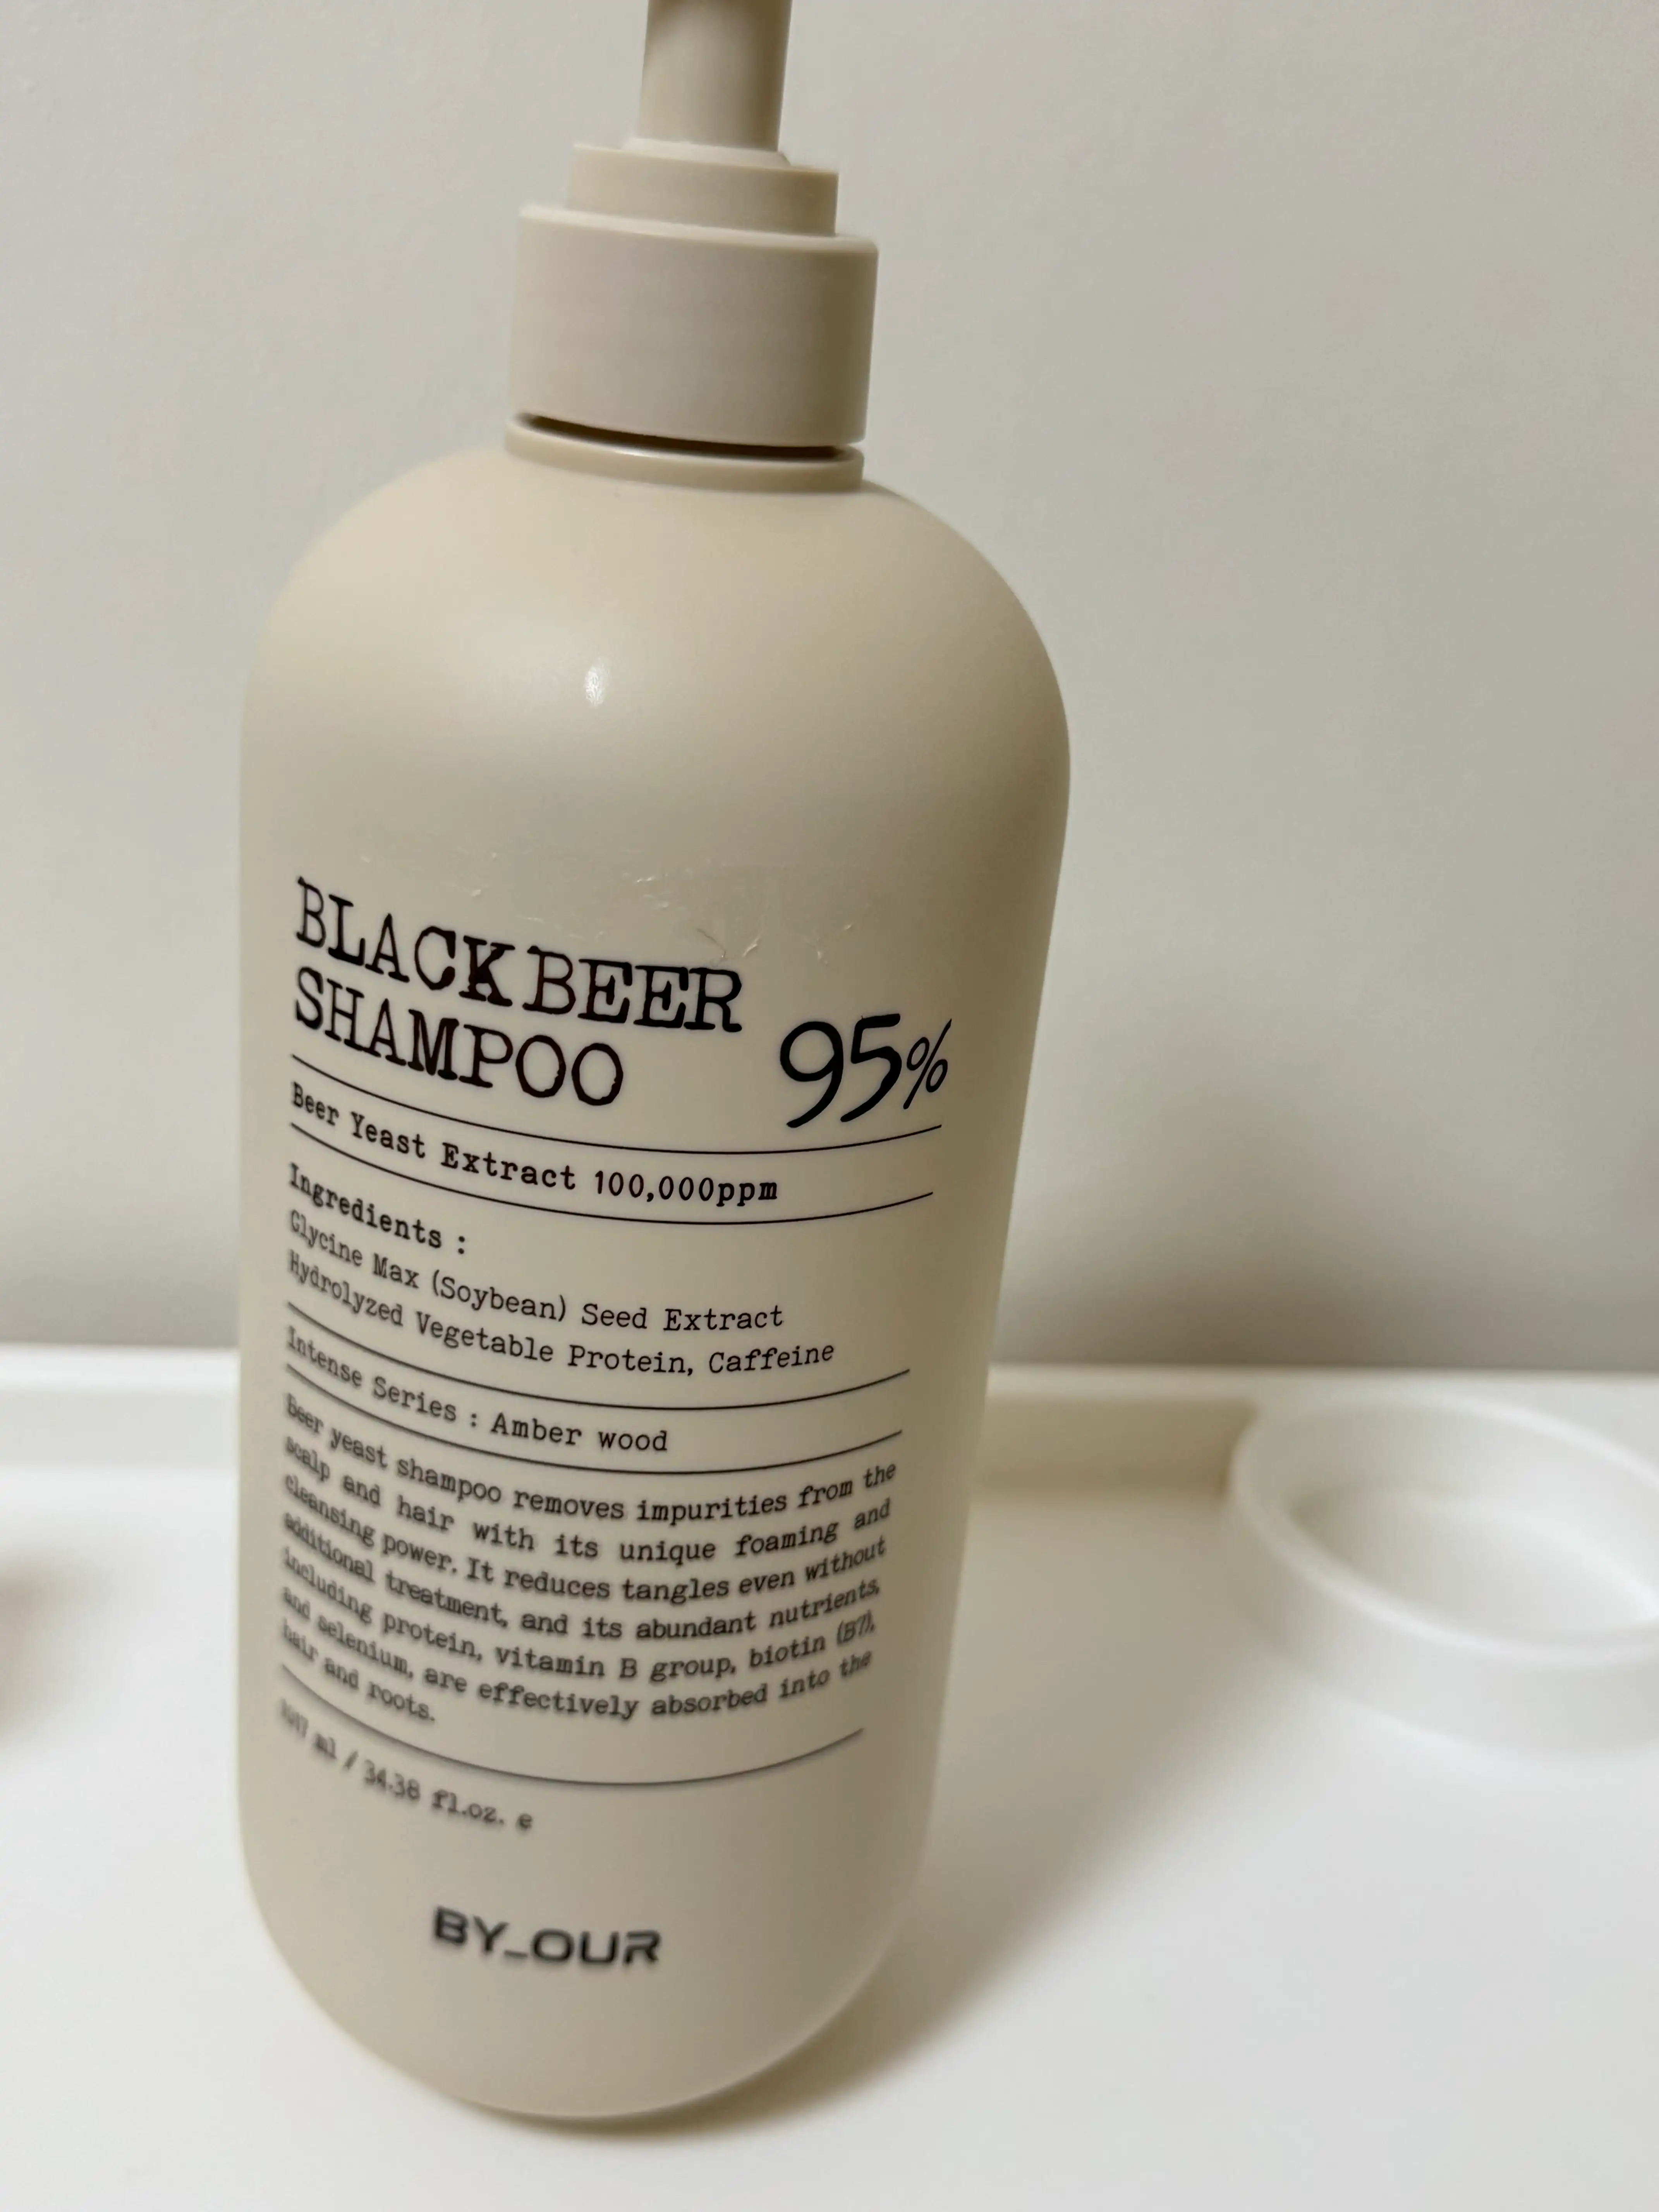 BLACK BEER
SHAMPOO
95%
Beer Yeast Extract 100,000ppm
Ingredients :
Glycine Max (Soybean) Seed Extract
Hydrolyzed Vegetable Protein, Caffeine
Intense Series : Amber wood
Beer yeast shampoo removes impurities from the
scalp and hair with its unique foaming and
cleansing power. It reduces tangles even without
additional treatment, and its abundant nutrients,
including protein, vitamin B group, biotin (B7),
and selenium, are effectively absorbed into the
hair and roots.
ml / 34.38 fl.oz. e
BY_OUR